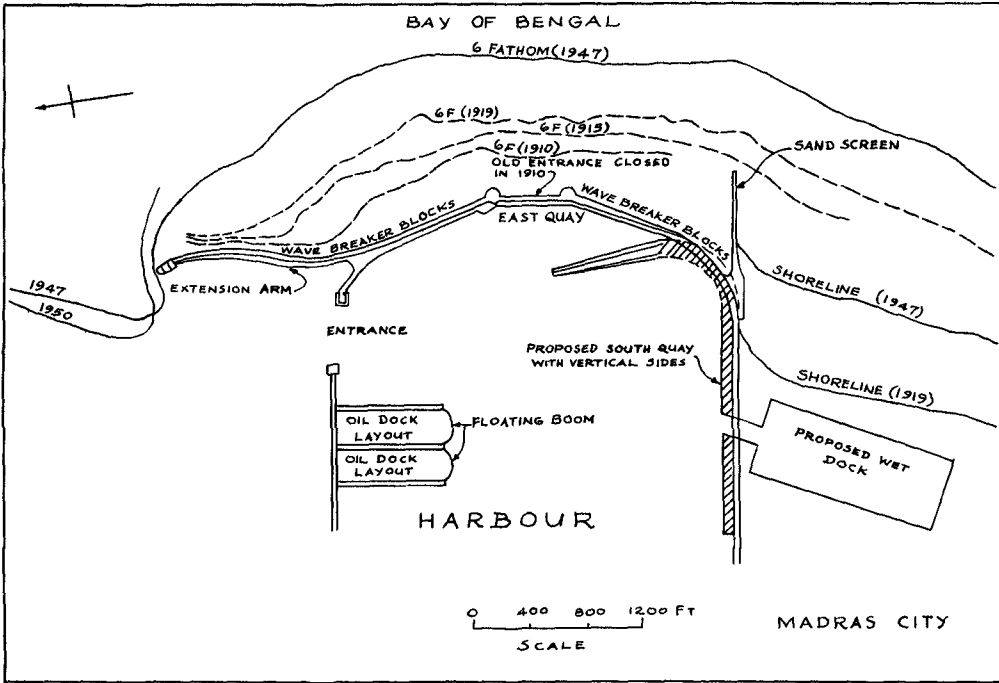 BAY OF BENGAL
6 FATHOM (1947)
6F (1919)
6F (1915)
6F (1910)
OLD ENTRANCE CLOSED
IN 1910
SAND SCREEN
WAVE BREAKER BLOCKS
EAST QUAY
WAVE BREAKER BLOCKS
WAVE BREAKER BLOCKS
EXTENSION ARM
1947
1950
SHORELINE (1947)
ENTRANCE
PROPOSED SOUTH QUAY
WITH VERTICAL SIDES
SHORELINE (1919)
OIL DOCK
LAYOUT
FLOATING BOOM
OIL DOCK
LAYOUT
PROPOSED WET
DOCK
HARBOUR
0 400 800 1200 FT
SCALE
MADRAS CITY